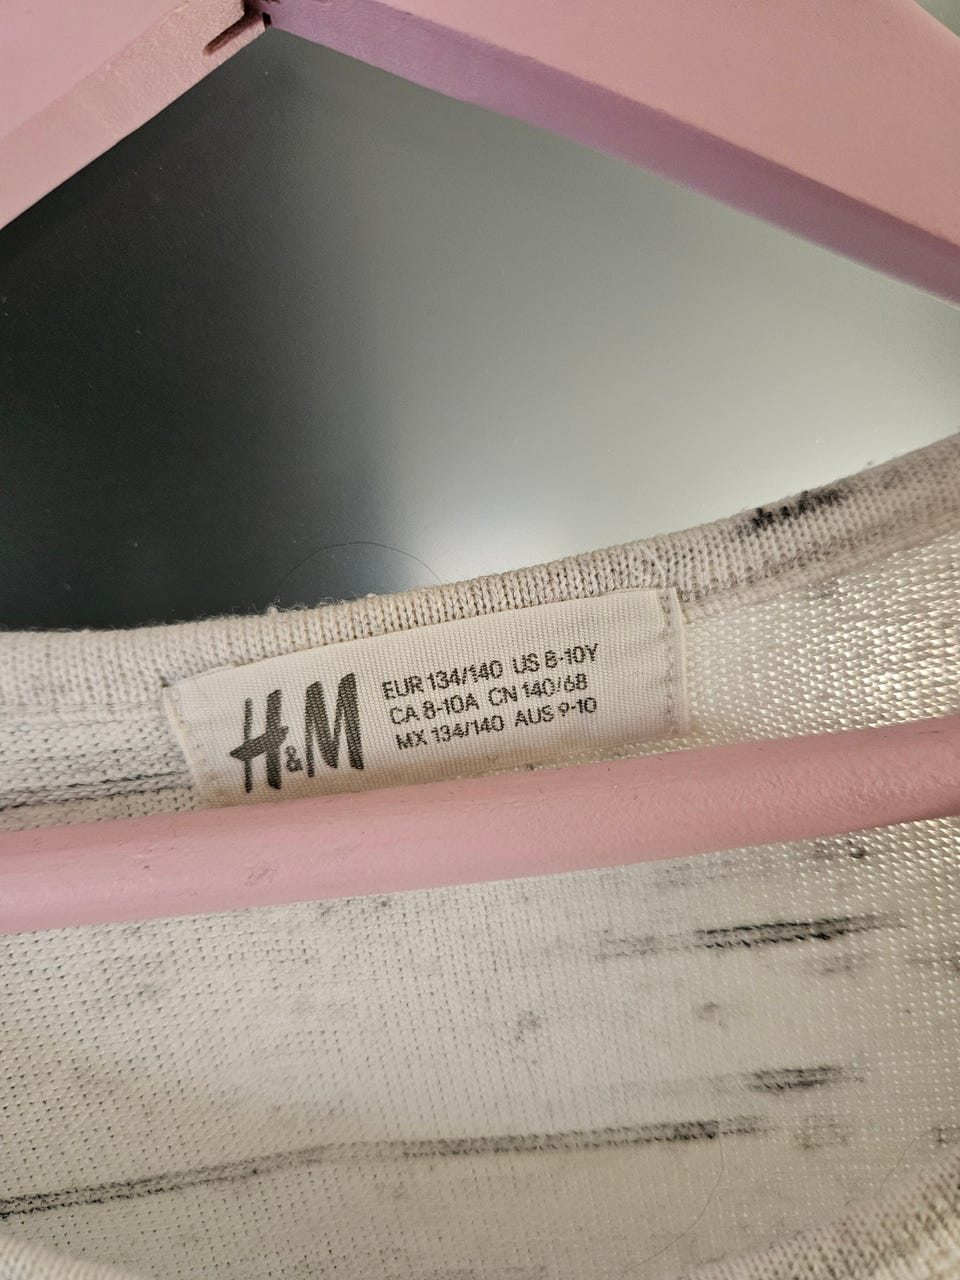 H&M
EUR 134/140 US 8-10Y
CA 8-10A CN 140/68
MX 134/140 AUS 9-10